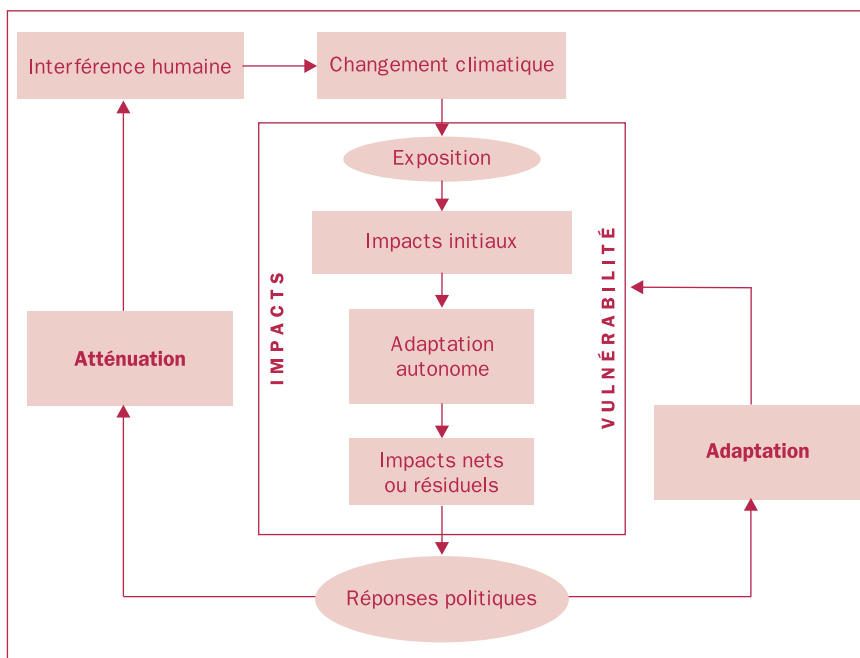 Interférence humaine
Changement climatique
Exposition
Impacts initiaux
IMPACTS
VULNÉRABILITÉ
Adaptation
autonome
Atténuation
Impacts nets
ou résiduels
Adaptation
Réponses politiques